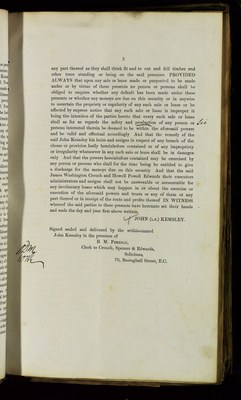 3
any part thereof as they shall think fit and to cut and fell timber and
other trees standing or being on the said premises PROVIDED
ALWAYS that upon any sale or lease made or purported to be made
under or by virtue of these presents no person or persons shall be
obliged to enquire whether any default has been made under these
presents or whether any moneys are due on this security or in anywise
to ascertain the propriety or regularity of any such sale or lease or be
affected by express notice that any such sale or lease is improper it
being the intention of the parties hereto that every such sale or lease
shall so far as regards the safety and protection of any person or
persons interested therein be deemed to be within the aforesaid powers
and be valid and effectual accordingly And that the remedy of the
said John Kemsley his heirs and assigns in respect of any breach of the
clause or provision lastly hereinbefore contained or of any impropriety
or irregularity whatsoever in any such sale or lease shall be in damages
only And that the powers hereinbefore contained may be exercised by
any person or persons who shall for the time being be entitled to give
a discharge for the moneys due on this security And that the said
James Washington Crouch and Howell Powell Edwards their executors
administrators and assigns shall not be answerable or accountable for
any involuntary losses which may happen in or about the exercise or
execution of the aforesaid powers and trusts or any of them or any
part thereof or in receipt of the rents and profits thereof IN WITNESS
whereof the said parties to these presents have hereunto set their hands
and seals the day and year first above written.
JOHN (L.S.) KEMSLEY.
Signed sealed and delivered by the within-named
John Kemsley in the presence of
Clerk to Crouch, Spencer & Edwards,
Solicitors,
Basinghall Street, E.C.